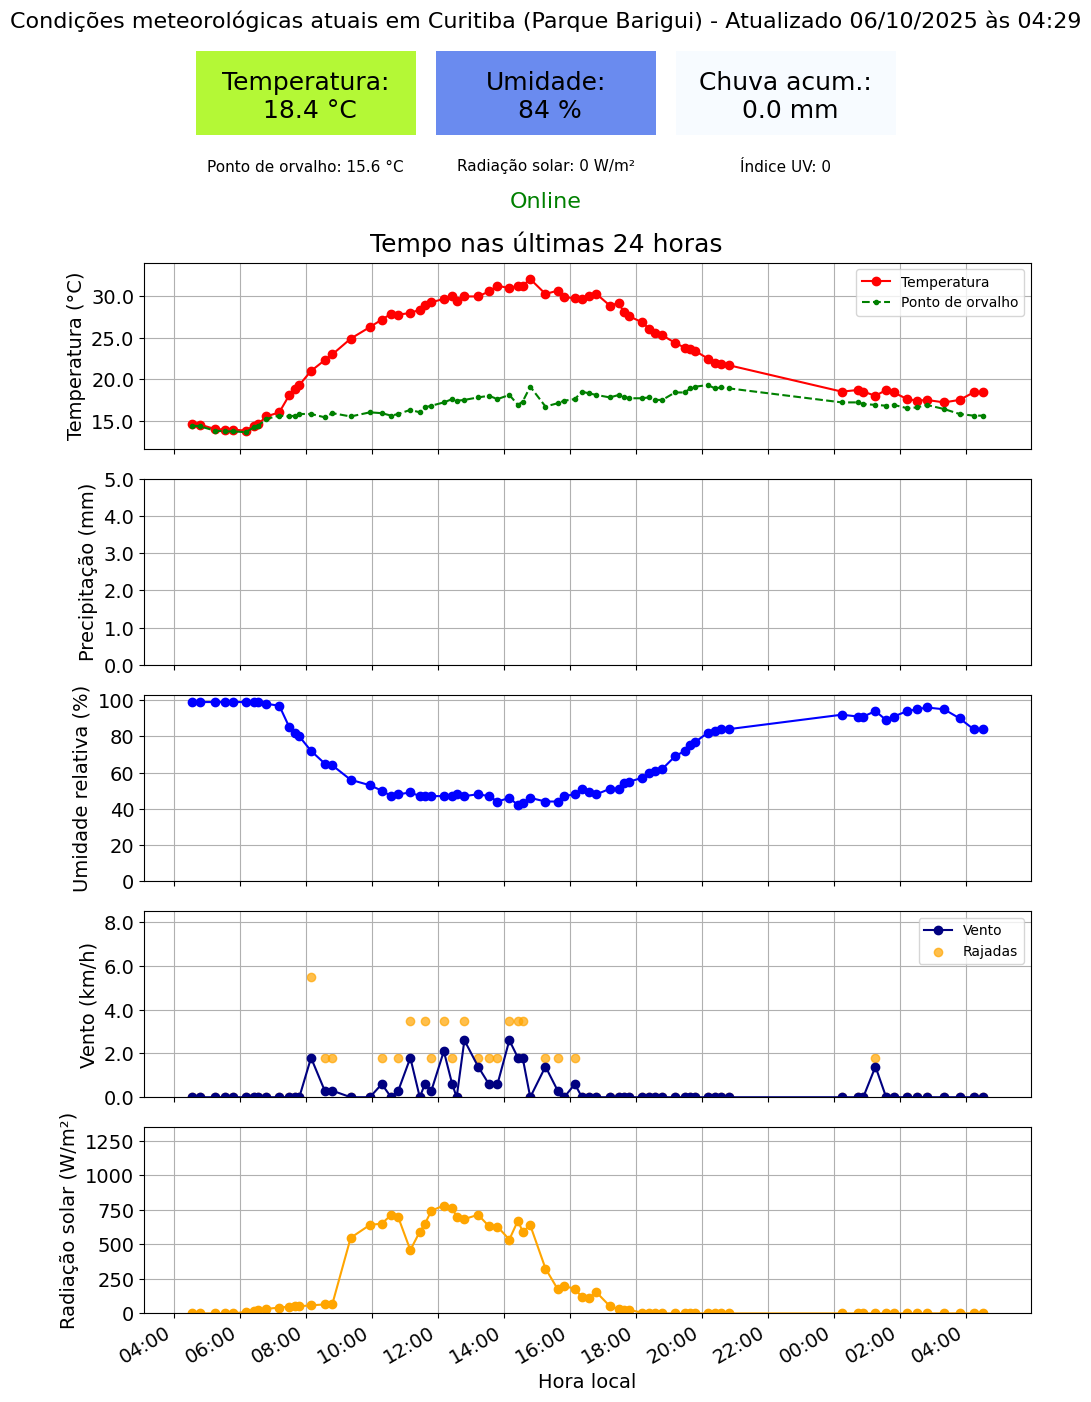 Condições meteorológicas atuais em Curitiba (Parque Barigui) - Atualizado 06/10/2025 às 04:29
Temperatura:
18.4 °C
Umidade:
84 %
Chuva acum.:
0.0 mm
Ponto de orvalho: 15.6 °C
Radiação solar: 0 W/m²
Índice UV: 0
Online
Tempo nas últimas 24 horas
Temperatura (°C)
30.0
25.0
20.0
15.0
Temperatura
Ponto de orvalho
Precipitação (mm)
5.0
4.0
3.0
2.0
1.0
0.0
Umidade relativa (%)
100
80
60
40
20
0
Vento (km/h)
8.0
6.0
4.0
2.0
0.0
Vento
Rajadas
Radiação solar (W/m²)
1250
1000
750
500
250
0
04:00
06:00
08:00
10:00
12:00
14:00
16:00
18:00
20:00
22:00
00:00
02:00
04:00
Hora local